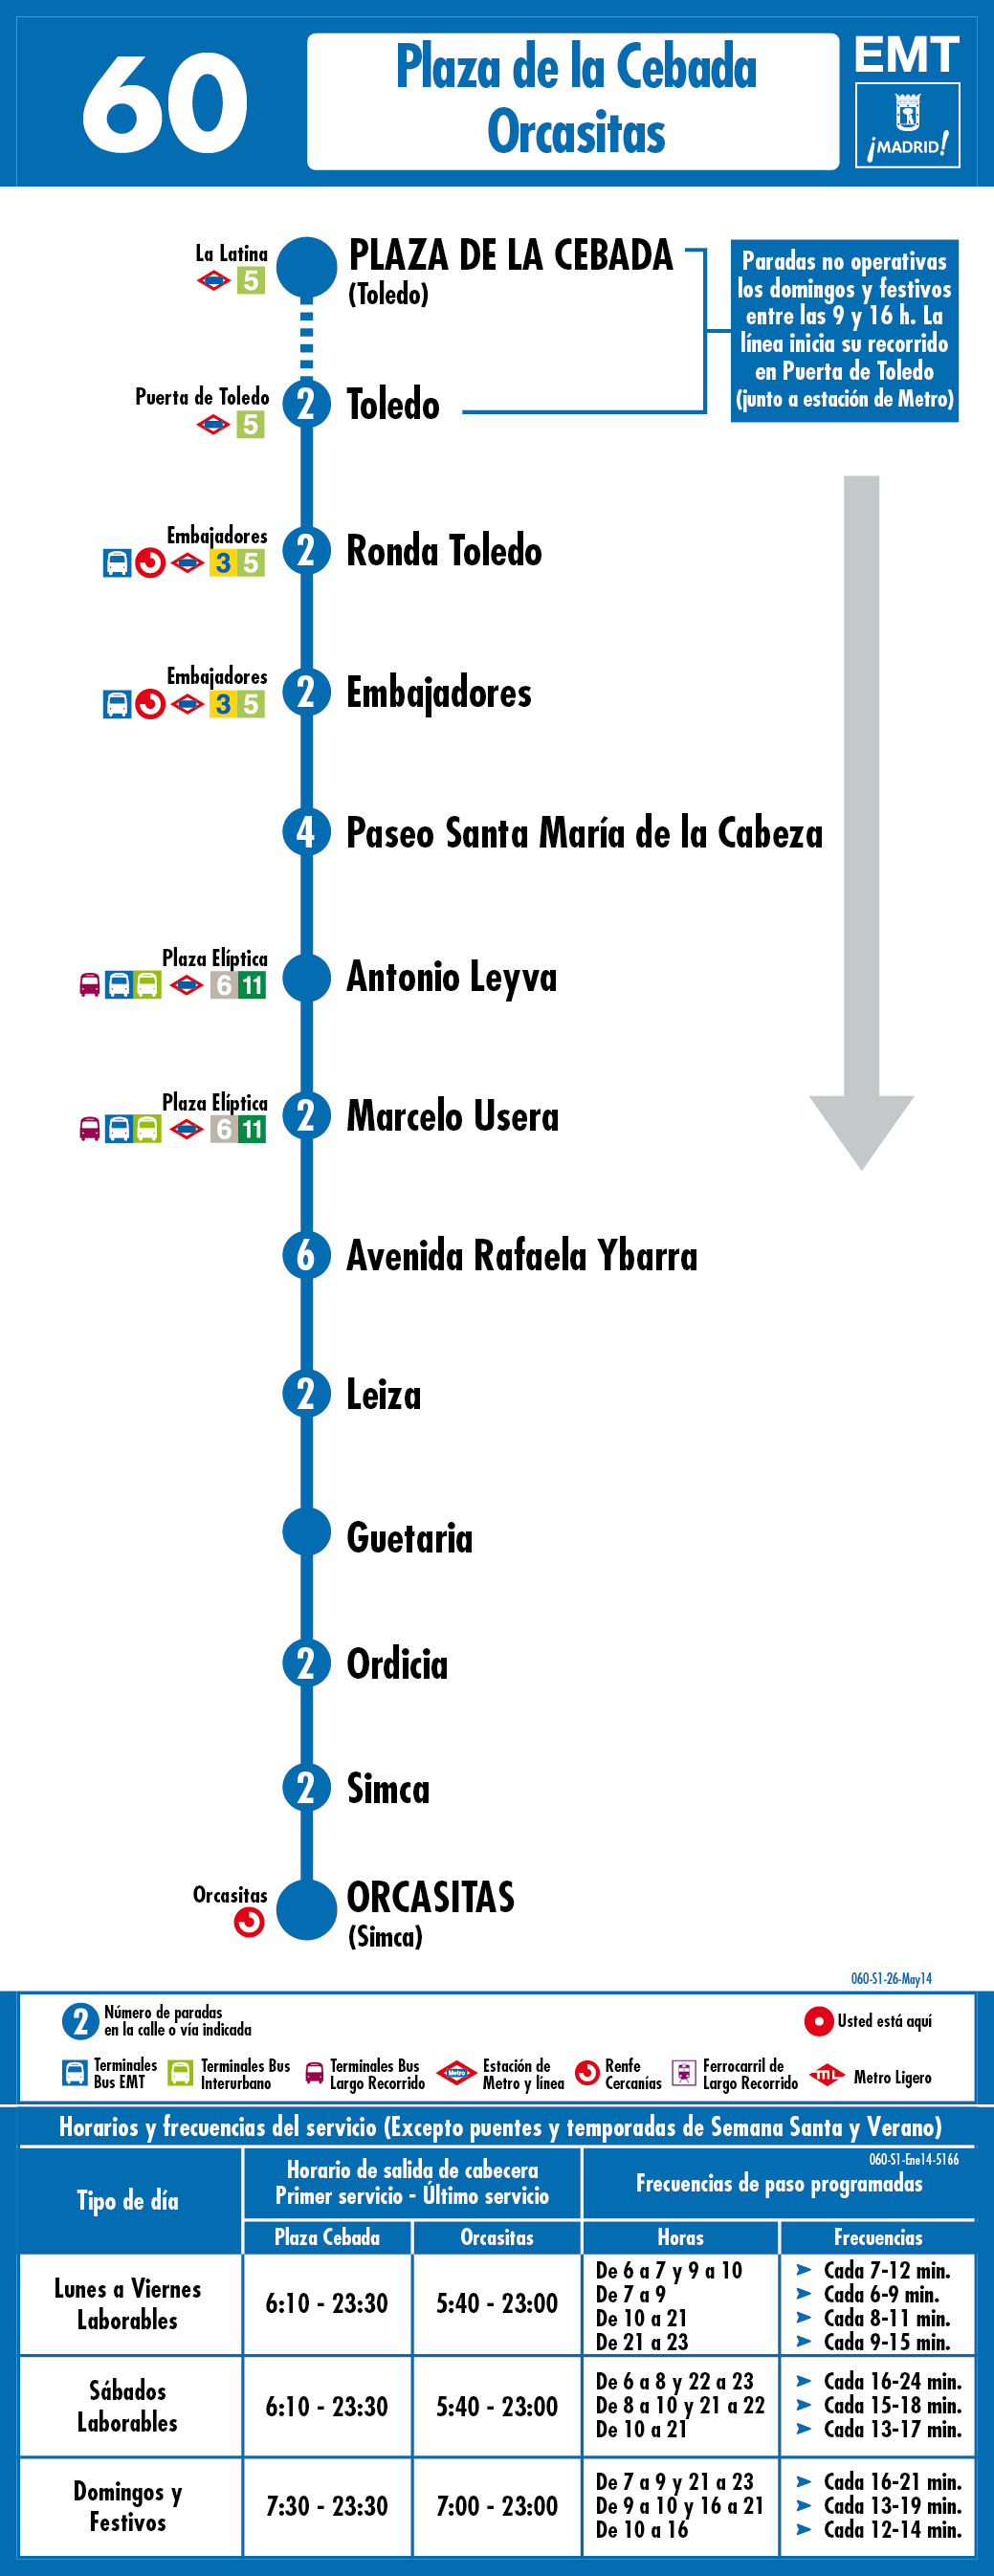 60
Plaza de la Cebada
Orcasitas
EMT
¡MADRID!
La Latina
5
PLAZA DE LA CEBADA
(Toledo)
Paradas no operativas
los domingos y festivos
entre las 9 y 16 h. La
línea inicia su recorrido
en Puerta de Toledo
(junto a estación de Metro)
Puerta de Toledo
5
2 Toledo
Embajadores
3 5
2 Ronda Toledo
Embajadores
3 5
2 Embajadores
4 Paseo Santa María de la Cabeza
Plaza Elíptica
6 11
Antonio Leyva
Plaza Elíptica
6 11
2 Marcelo Usera
6 Avenida Rafaela Ybarra
2 Leiza
Guetaria
2 Ordicia
2 Simca
Orcasitas
ORCASITAS
(Simca)
060-S1-26-May14
2 Número de paradas
en la calle o vía indicada
Usted está aquí
Terminales
Bus EMT
Terminales Bus
Interurbano
Terminales Bus
Largo Recorrido
Metro
Estación de
Metro y línea
Renfe
Cercanías
Ferrocarril de
Largo Recorrido
ML
Metro Ligero
Horarios y frecuencias del servicio (Excepto puentes y temporadas de Semana Santa y Verano)
060-S1-Ene14-5166
Tipo de día
Horario de salida de cabecera
Primer servicio - Último servicio
Frecuencias de paso programadas
Plaza Cebada Orcasitas Horas Frecuencias
Lunes a Viernes
Laborables
6:10 - 23:30 5:40 - 23:00
De 6 a 7 y 9 a 10 ➤ Cada 7-12 min.
De 7 a 9 ➤ Cada 6-9 min.
De 10 a 21 ➤ Cada 8-11 min.
De 21 a 23 ➤ Cada 9-15 min.
Sábados
Laborables
6:10 - 23:30 5:40 - 23:00
De 6 a 8 y 22 a 23 ➤ Cada 16-24 min.
De 8 a 10 y 21 a 22 ➤ Cada 15-18 min.
De 10 a 21 ➤ Cada 13-17 min.
Domingos y
Festivos
7:30 - 23:30 7:00 - 23:00
De 7 a 9 y 21 a 23 ➤ Cada 16-21 min.
De 9 a 10 y 16 a 21 ➤ Cada 13-19 min.
De 10 a 16 ➤ Cada 12-14 min.